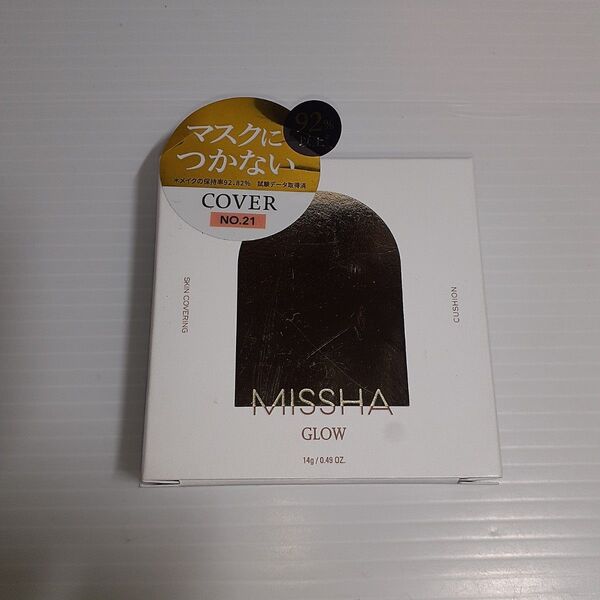 92%
以上
マスクに
つかない
*メイクの保持率92.82% 試験データ取得済
COVER
NO.21
SKIN COVERING
CUSHION
MISSHA
GLOW
14g / 0.49 OZ.